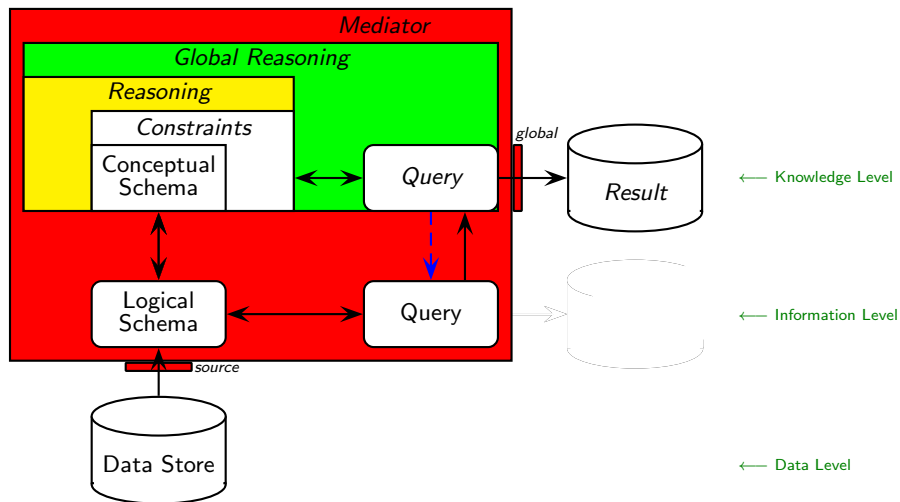 Mediator
Global Reasoning
Reasoning
Constraints
Conceptual
Schema
Query
global
Result
⟵ Knowledge Level
Logical
Schema
Query
⟵ Information Level
source
Data Store
⟵ Data Level